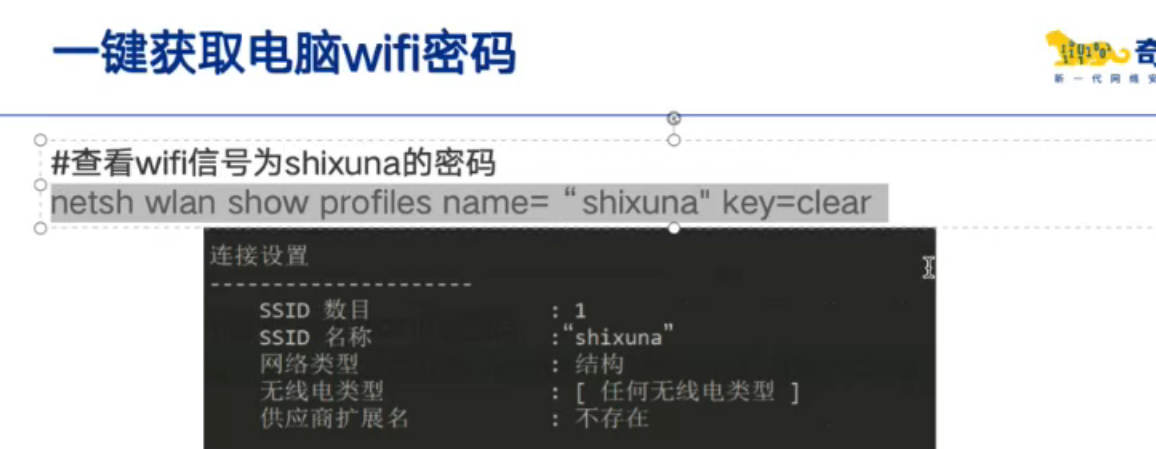 一键获取电脑wifi密码
奇
新一代网络安
#查看wifi信号为shixuna的密码
netsh wlan show profiles name= “shixuna" key=clear
连接设置
----------------------
SSID 数目 : 1
SSID 名称 :“shixuna”
网络类型 : 结构
无线电类型 : [ 任何无线电类型 ]
供应商扩展名 : 不存在